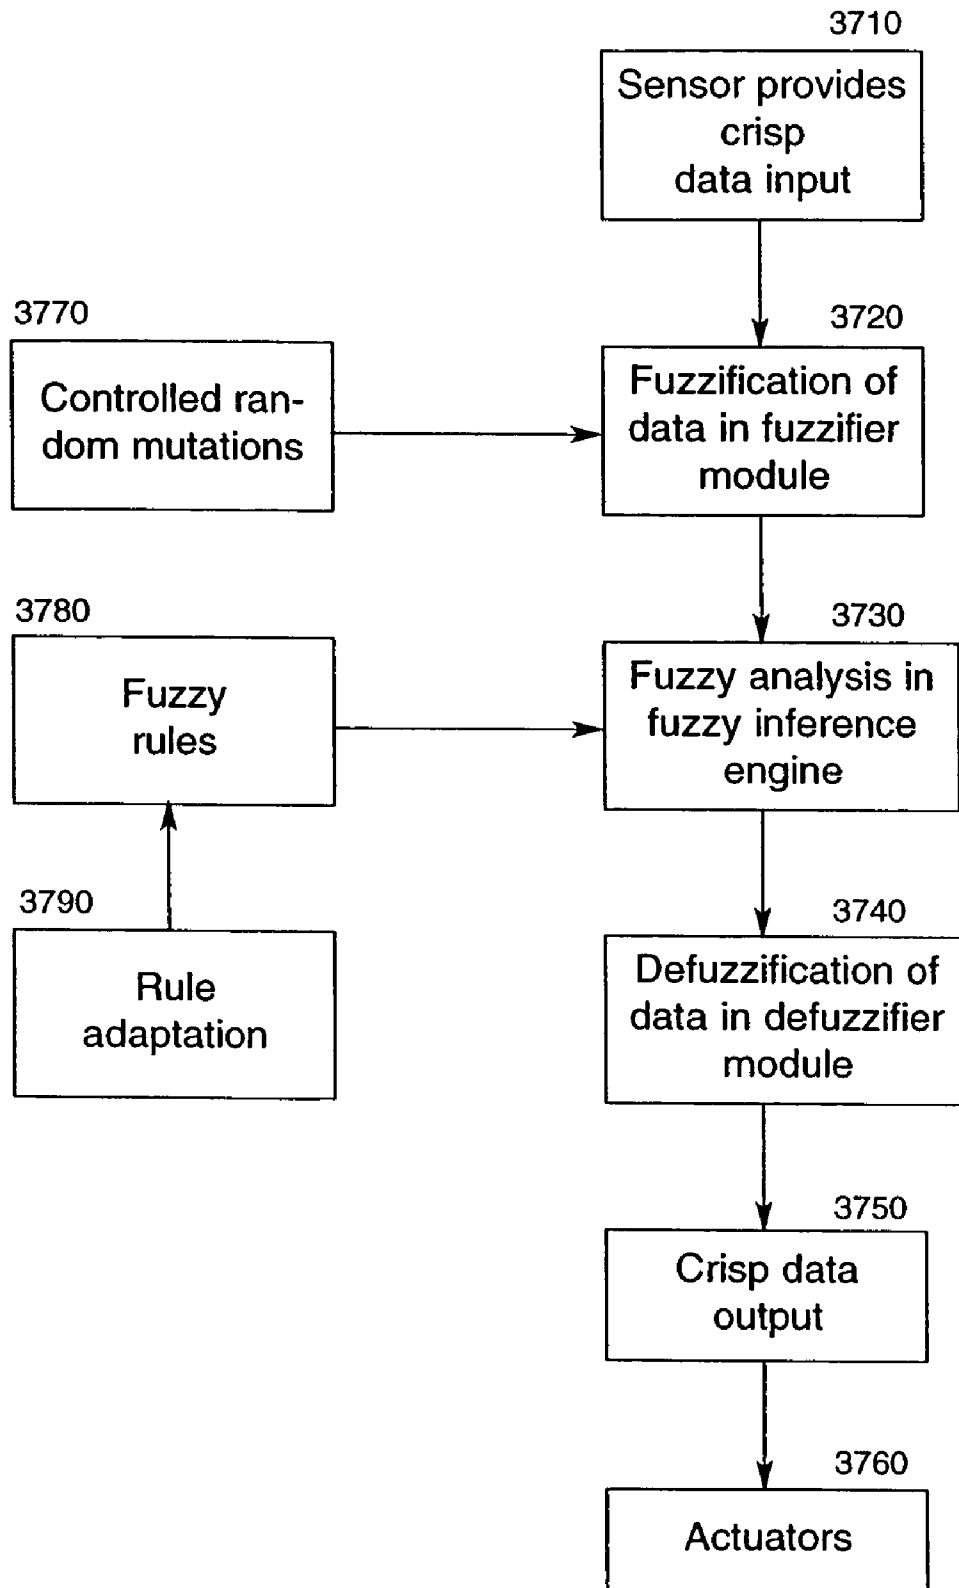 3710
Sensor provides
crisp
data input
3770
Controlled ran-
dom mutations
3720
Fuzzification of
data in fuzzifier
module
3780
Fuzzy
rules
3730
Fuzzy analysis in
fuzzy inference
engine
3790
Rule
adaptation
3740
Defuzzification of
data in defuzzifier
module
3750
Crisp data
output
3760
Actuators